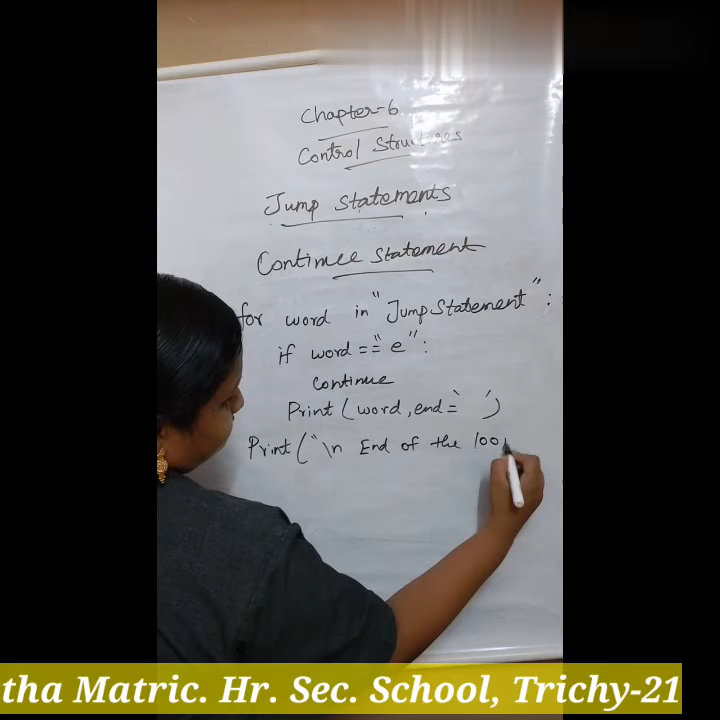 Chapter-6
Control Structures
Jump Statements
Continue Statement
for word in "JumpStatement":
if word == "e":
Continue
Print (word, end = ' ')
Print ("\n End of the loo
tha Matric. Hr. Sec. School, Trichy-21